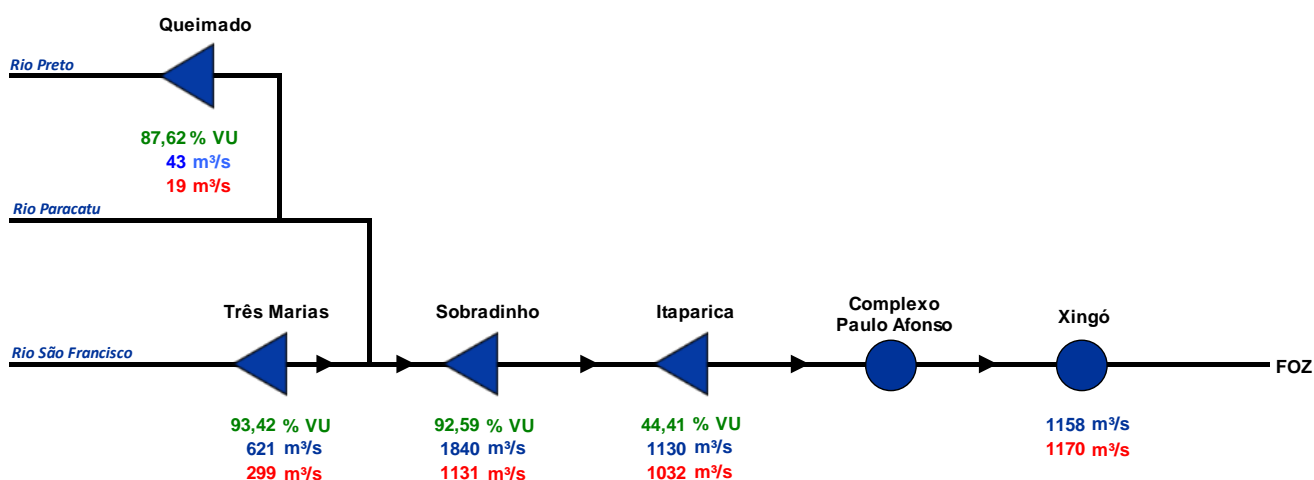 Queimado
Rio Preto
87,62 % VU
43 m³/s
19 m³/s
Rio Paracatu
Três Marias
Sobradinho
Itaparica
Complexo
Paulo Afonso
Xingó
Rio São Francisco
FOZ
93,42 % VU
621 m³/s
299 m³/s
92,59 % VU
1840 m³/s
1131 m³/s
44,41 % VU
1130 m³/s
1032 m³/s
1158 m³/s
1170 m³/s